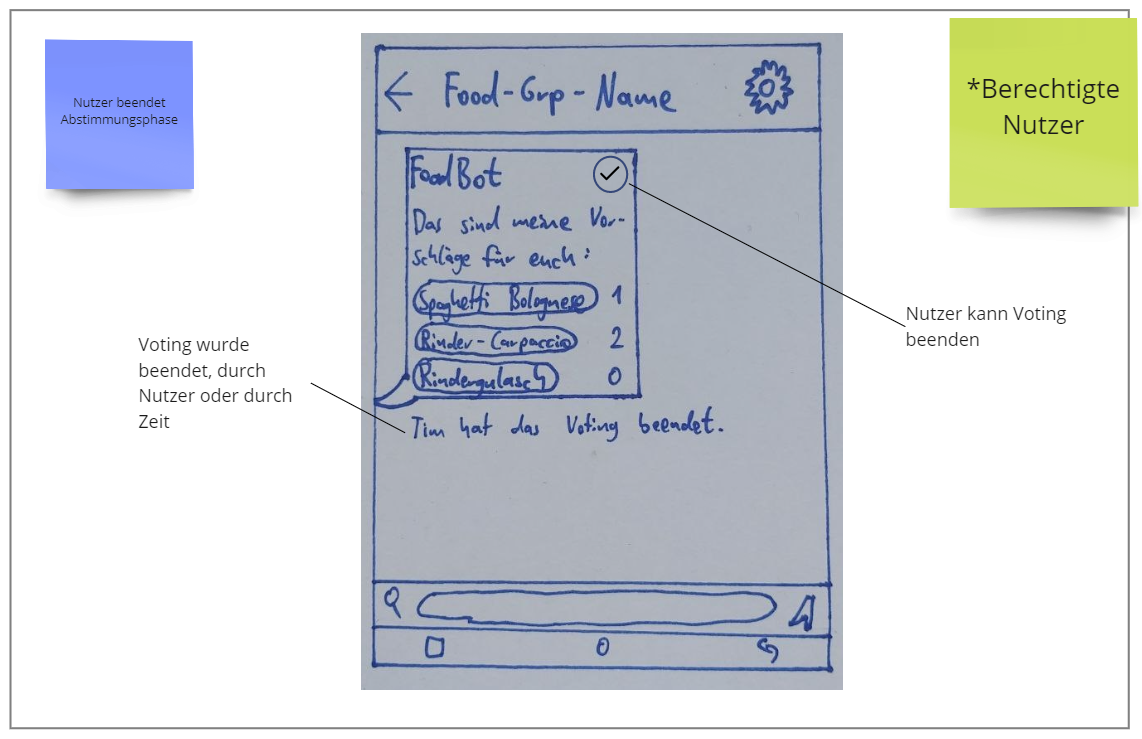 Nutzer beendet
Abstimmungsphase
*Berechtigte
Nutzer
Food-Grp-Name
FoodBot
Das sind meine Vor-
schläge für euch:
Spaghetti Bolognese 1
Rinder-Carpaccio 2
Rindergulasch 0
Tim hat das Voting beendet.
Voting wurde
beendet, durch
Nutzer oder durch
Zeit
Nutzer kann Voting
beenden